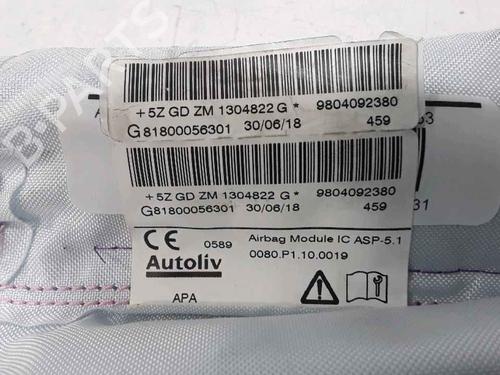 +5Z GD ZM 1304822 G * 9804092380
G81800056301 30/06/18 459
+5Z GD ZM 1304822 G * 9804092380
G81800056301 30/06/18 459
CE 0589 Airbag Module IC ASP-5.1
Autoliv 0080.P1.10.0019
APA
A
31
B-PARTS